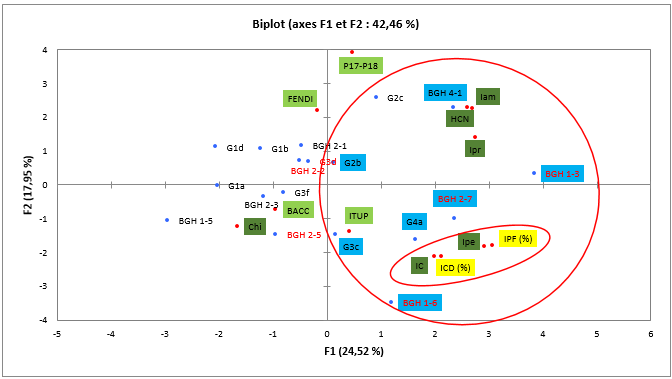 Biplot (axes F1 et F2 : 42,46 %)
4
P17-P18
3
FENDI
G2c
BGH 4-1
Iam
2
HCN
G1d
G1b
BGH 2-1
Ipr
1
BGH 2-2
G3d
G2b
BGH 1-3
0
G1a
BGH 2-3
G3f
BGH 2-7
-1
BGH 1-5
Chi
BACC
ITUP
G4a
BGH 2-5
G3c
Ipe
IPF (%)
-2
IC
ICD (%)
-3
BGH 1-6
-4
-5
-4
-3
-2
-1
0
1
2
3
4
5
6
F1 (24,52 %)
F2 (17,95 %)